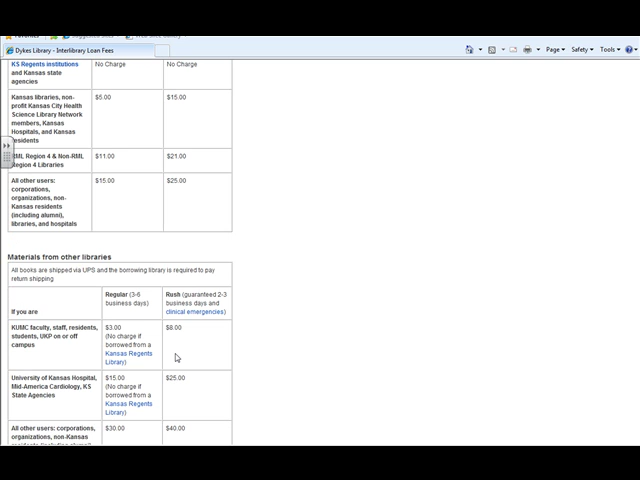 Dykes Library - Interlibrary Loan Fees
Page
Safety
Tools
KS Regents institutions No Charge No Charge
and Kansas state
agencies
Kansas libraries, non- $5.00 $15.00
profit Kansas City Health
Science Library Network
members, Kansas
Hospitals, and Kansas
residents
RML Region 4 & Non-RML $11.00 $21.00
Region 4 Libraries
All other users: $15.00 $25.00
corporations,
organizations, non-
Kansas residents
(including alumni),
libraries, and hospitals
Materials from other libraries
All books are shipped via UPS and the borrowing library is required to pay
return shipping
Regular (3-6 Rush (guaranteed 2-3
business days) business days and
If you are clinical emergencies)
KUMC faculty, staff, residents, $3.00 $8.00
students, UKP on or off (No charge if
campus borrowed from a
Kansas Regents
Library)
University of Kansas Hospital, $15.00 $25.00
Mid-America Cardiology, KS (No charge if
State Agencies borrowed from a
Kansas Regents
Library)
All other users: corporations, $30.00 $40.00
organizations, non-Kansas